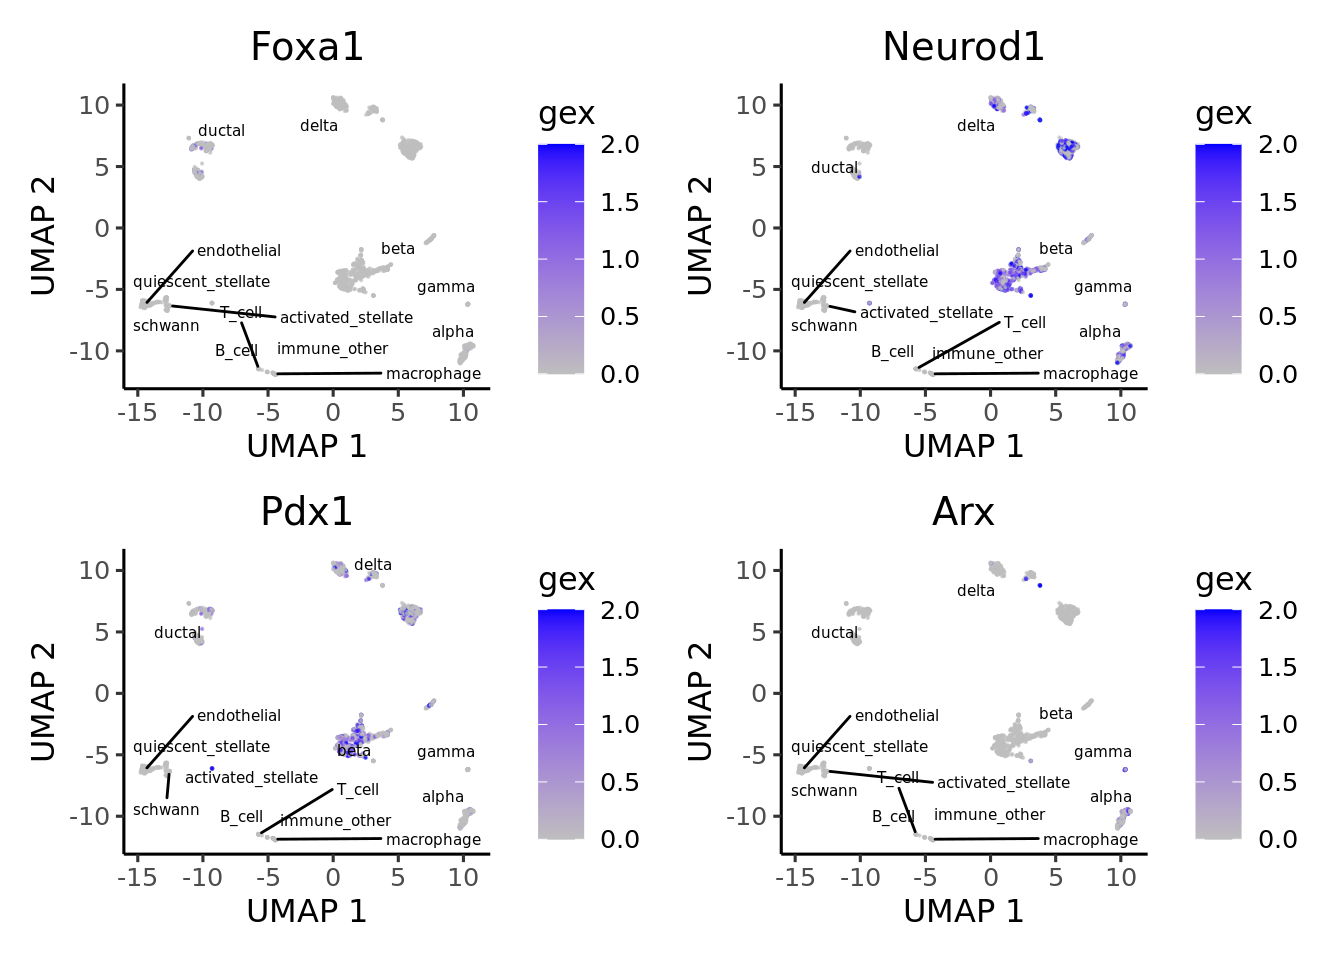 Foxa1
gex
2.0
1.5
1.0
0.5
0.0
UMAP 2
10
5
0
-5
-10
ductal
delta
endothelial
beta
quiescent_stellate
gamma
T_cell
activated_stellate
schwann
alpha
B_cell
immune_other
macrophage
-15 -10 -5 0 5 10
UMAP 1
Neurod1
gex
2.0
1.5
1.0
0.5
0.0
UMAP 2
10
5
0
-5
-10
delta
ductal
endothelial
beta
quiescent_stellate
gamma
activated_stellate
schwann
T_cell
alpha
B_cell
immune_other
macrophage
-15 -10 -5 0 5 10
UMAP 1
Pdx1
gex
2.0
1.5
1.0
0.5
0.0
UMAP 2
10
5
0
-5
-10
delta
ductal
endothelial
quiescent_stellate
beta
gamma
activated_stellate
T_cell
alpha
schwann
B_cell
immune_other
macrophage
-15 -10 -5 0 5 10
UMAP 1
Arx
gex
2.0
1.5
1.0
0.5
0.0
UMAP 2
10
5
0
-5
-10
delta
ductal
endothelial
beta
quiescent_stellate
gamma
T_cell
activated_stellate
schwann
alpha
B_cell
immune_other
macrophage
-15 -10 -5 0 5 10
UMAP 1